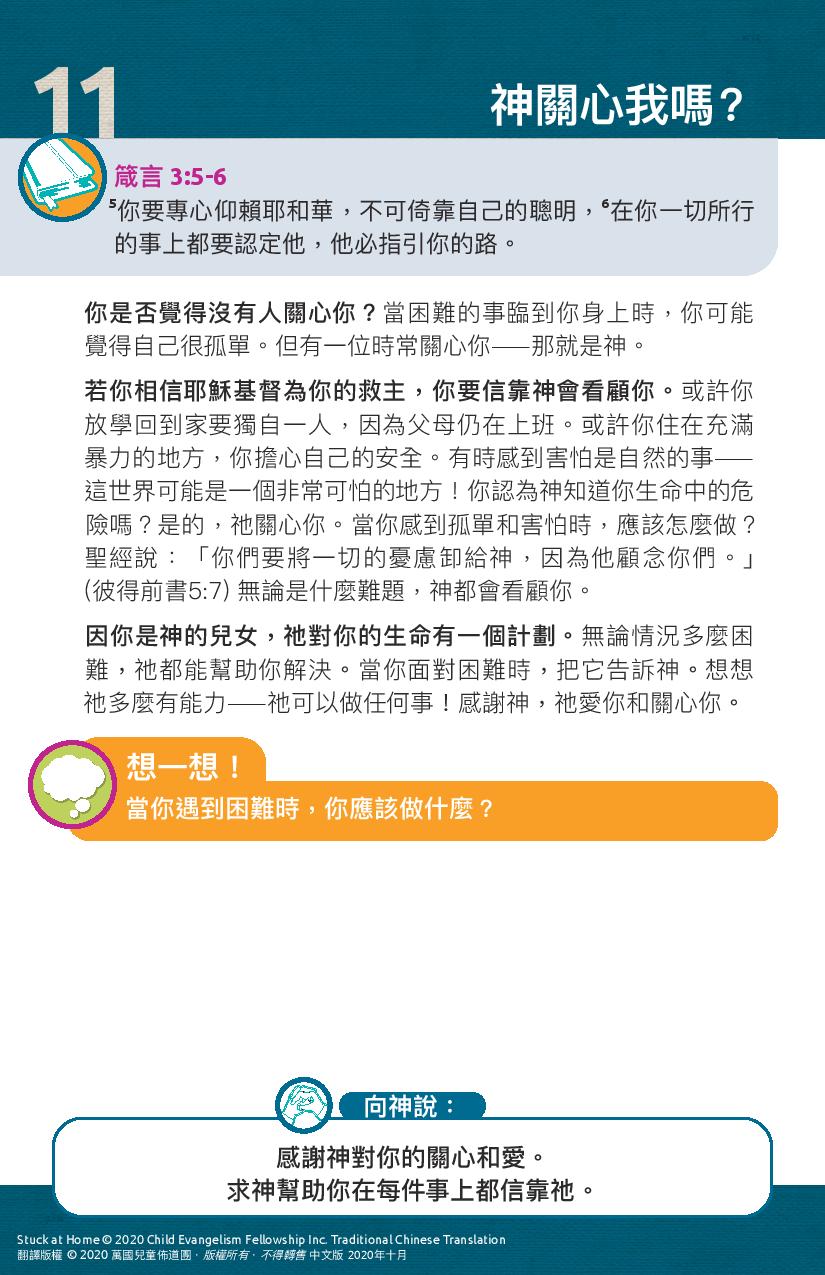 11
神關心我嗎？
箴言 3:5-6
⁵你要專心仰賴耶和華，不可倚靠自己的聰明，⁶在你一切所行
的事上都要認定他，他必指引你的路。
你是否覺得沒有人關心你？當困難的事臨到你身上時，你可能
覺得自己很孤單。但有一位時常關心你——那就是神。
若你相信耶穌基督為你的救主，你要信靠神會看顧你。或許你
放學回到家要獨自一人，因為父母仍在上班。或許你住在充滿
暴力的地方，你擔心自己的安全。有時感到害怕是自然的事——
這世界可能是一個非常可怕的地方！你認為神知道你生命中的危
險嗎？是的，祂關心你。當你感到孤單和害怕時，應該怎麼做？
聖經說：「你們要將一切的憂慮卸給神，因為他顧念你們。」
(彼得前書5:7) 無論是什麼難題，神都會看顧你。
因你是神的兒女，祂對你的生命有一個計劃。無論情況多麼困
難，祂都能幫助你解決。當你面對困難時，把它告訴神。想想
祂多麼有能力——祂可以做任何事！感謝神，祂愛你和關心你。
想一想！
當你遇到困難時，你應該做什麼？
向神說：
感謝神對你的關心和愛。
求神幫助你在每件事上都信靠祂。
Stuck at Home © 2020 Child Evangelism Fellowship Inc. Traditional Chinese Translation
翻譯版權 © 2020 萬國兒童佈道團．版權所有．不得轉售 中文版 2020年十月